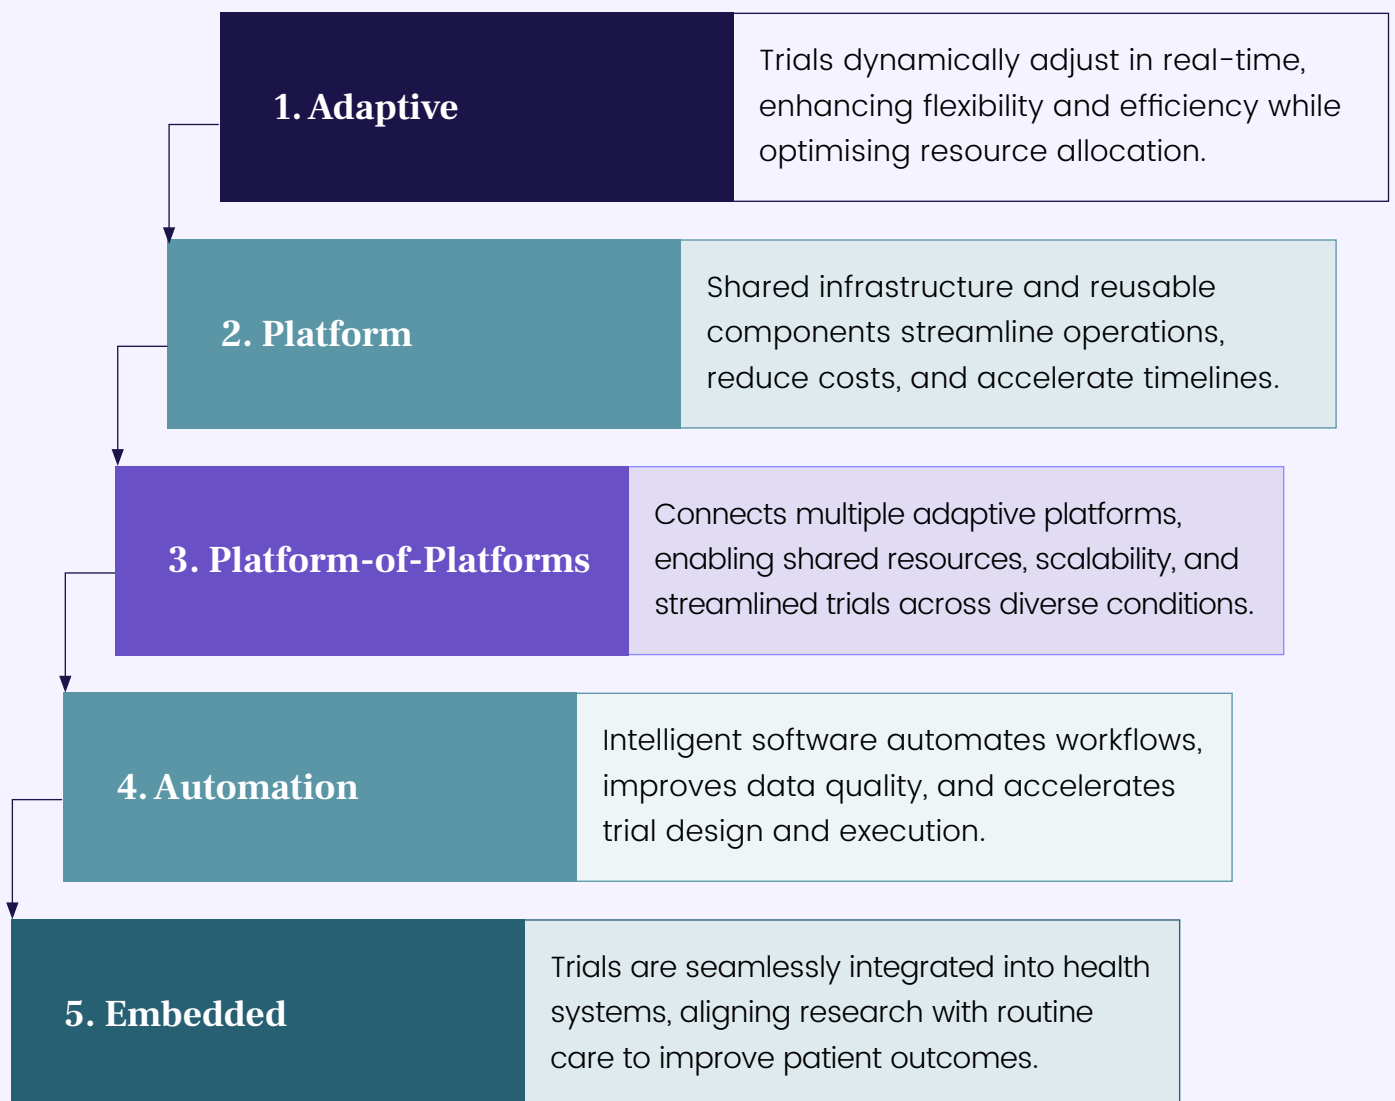 1. Adaptive
Trials dynamically adjust in real-time,
enhancing flexibility and efficiency while
optimising resource allocation.
2. Platform
Shared infrastructure and reusable
components streamline operations,
reduce costs, and accelerate timelines.
3. Platform-of-Platforms
Connects multiple adaptive platforms,
enabling shared resources, scalability, and
streamlined trials across diverse conditions.
4. Automation
Intelligent software automates workflows,
improves data quality, and accelerates
trial design and execution.
5. Embedded
Trials are seamlessly integrated into health
systems, aligning research with routine
care to improve patient outcomes.